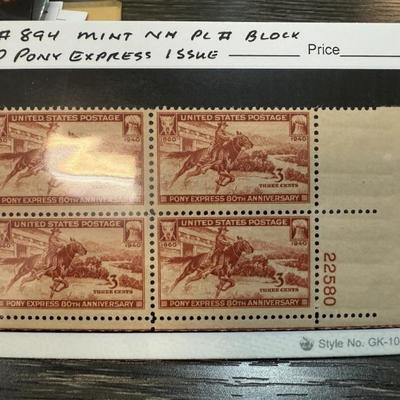 #894 MINT NH PL# BLOCK
PONY EXPRESS ISSUE Price
UNITED STATES POSTAGE UNITED STATES POSTAGE
1940 1860 1940
3 3
THREE CENTS THREE CENTS
PONY EXPRESS 80TH ANNIVERSARY PONY EXPRESS 80TH ANNIVERSARY
UNITED STATES POSTAGE UNITED STATES POSTAGE
1860 1940 1860 1940
3 3
THREE CENTS THREE CENTS
PONY EXPRESS 80TH ANNIVERSARY PONY EXPRESS 80TH ANNIVERSARY
22580
Style No. GK-10